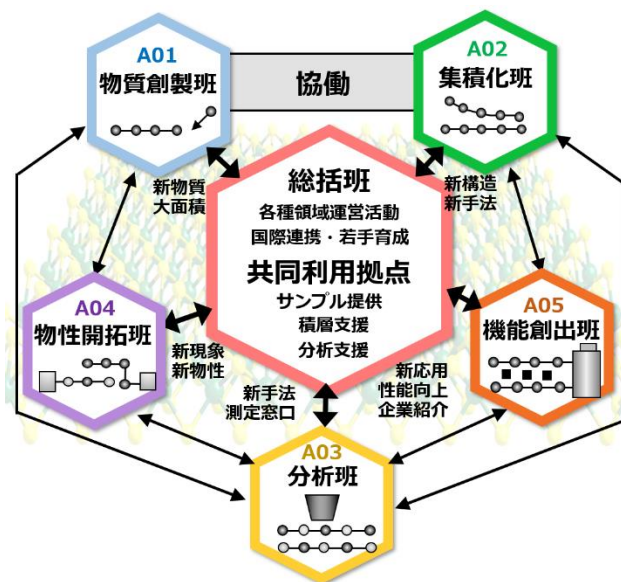 A01
物質創製班
協働
A02
集積化班
新物質
大面積
総括班
各種領域運営活動
国際連携・若手育成
共同利用拠点
サンプル提供
積層支援
分析支援
新構造
新手法
A04
物性開拓班
新現象
新物性
A05
機能創出班
新手法
測定窓口
新応用
性能向上
企業紹介
A03
分析班